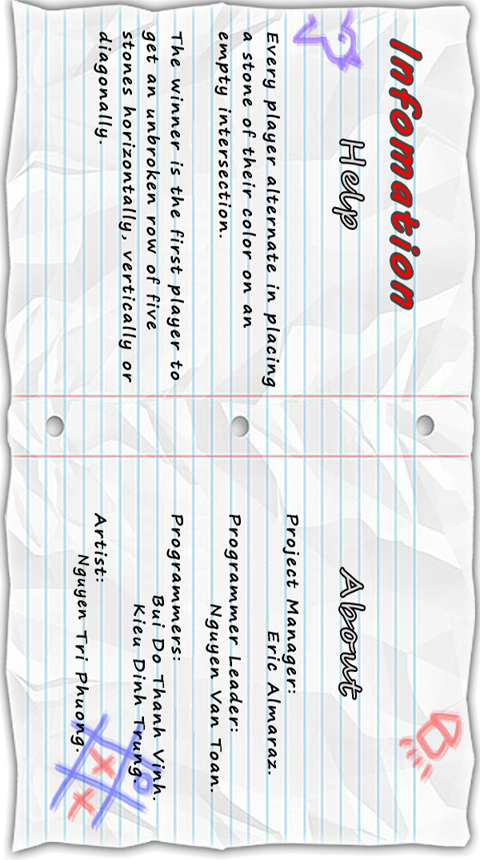 Infomation
Help
Every player alternate in placing
a stone of their color on an
empty intersection.
The winner is the first player to
get an unbroken row of five
stones horizontally, vertically or
diagonally.
About
Project Manager:
Eric Almaraz.
Programmer Leader:
Nguyen Van Toan.
Programmers:
Bui Do Thanh Vinh.
Kieu Dinh Trung.
Artist:
Nguyen Tri Phuong.